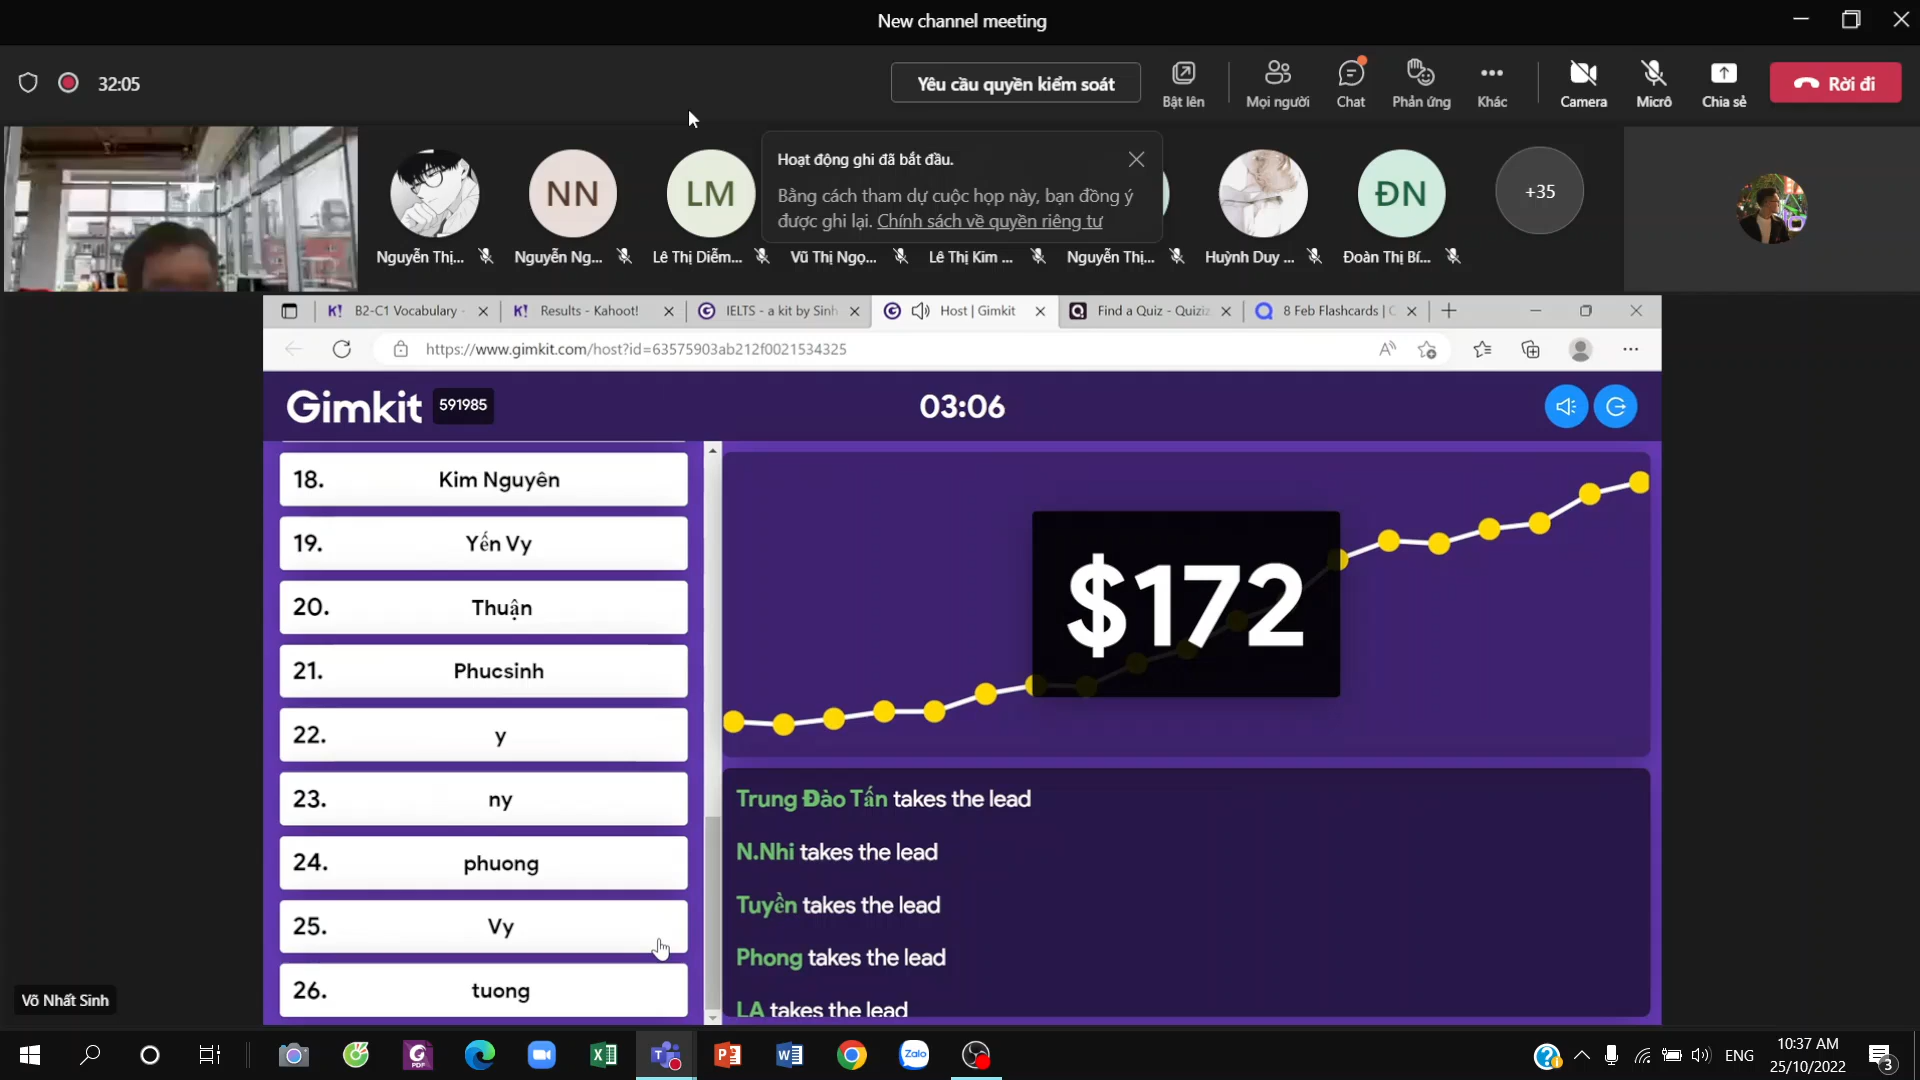 New channel meeting
32:05
Yêu cầu quyền kiểm soát
Bật lên
Mọi người
Chat
Phản ứng
Khác
Camera
Micrô
Chia sẻ
Rời đi
NN
LM
ĐN
+35
Hoạt động ghi đã bắt đầu.
Bằng cách tham dự cuộc họp này, bạn đồng ý
được ghi lại. Chính sách về quyền riêng tư
Nguyễn Thị...
Nguyễn Ng...
Lê Thị Diễm...
Vũ Thị Ngọ...
Lê Thị Kim ...
Nguyễn Thị...
Huỳnh Duy ...
Đoàn Thị Bí...
K! B2-C1 Vocabulary
K! Results - Kahoot!
IELTS - a kit by Sinh
Host | Gimkit
Find a Quiz - Quiziz
8 Feb Flashcards |
https://www.gimkit.com/host?id=63575903ab212f0021534325
Gimkit
591985
03:06
18. Kim Nguyên
19. Yến Vy
20. Thuận
21. Phucsinh
22. y
23. ny
24. phuong
25. Vy
26. tuong
$172
Trung Đào Tấn takes the lead
N.Nhi takes the lead
Tuyền takes the lead
Phong takes the lead
LA takes the lead
Võ Nhất Sinh
Zalo
ENG
10:37 AM
25/10/2022
3